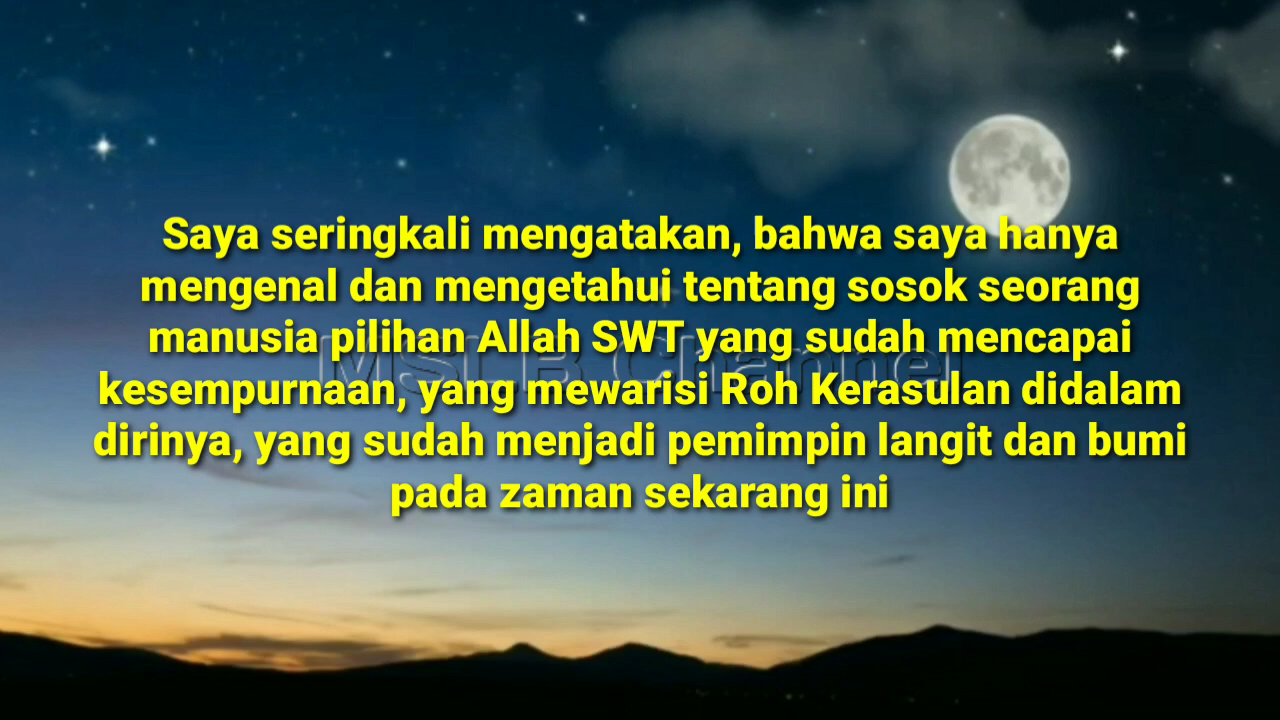 Saya seringkali mengatakan, bahwa saya hanya
mengenal dan mengetahui tentang sosok seorang
manusia pilihan Allah SWT yang sudah mencapai
kesempurnaan, yang mewarisi Roh Kerasulan didalam
dirinya, yang sudah menjadi pemimpin langit dan bumi
pada zaman sekarang ini
Channel